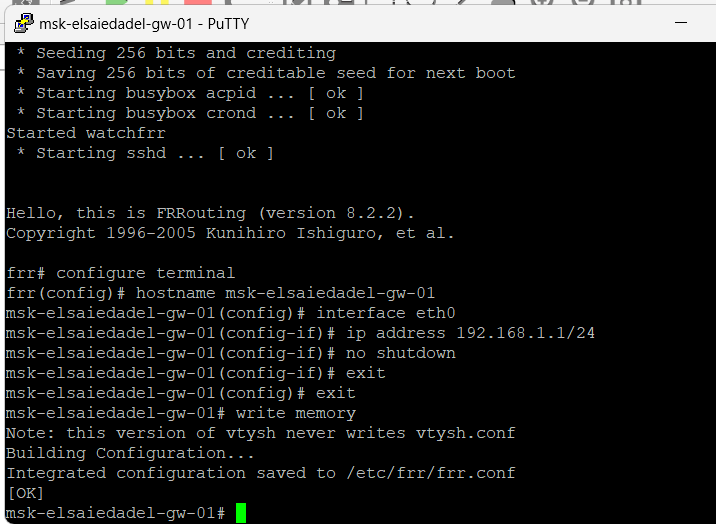 msk-elsaiedadel-gw-01 - PuTTY
* Seeding 256 bits and crediting
* Saving 256 bits of creditable seed for next boot
* Starting busybox acpid ... [ ok ]
* Starting busybox crond ... [ ok ]
Started watchfrr
* Starting sshd ... [ ok ]
Hello, this is FRRouting (version 8.2.2).
Copyright 1996-2005 Kunihiro Ishiguro, et al.
frr# configure terminal
frr(config)# hostname msk-elsaiedadel-gw-01
msk-elsaiedadel-gw-01(config)# interface eth0
msk-elsaiedadel-gw-01(config-if)# ip address 192.168.1.1/24
msk-elsaiedadel-gw-01(config-if)# no shutdown
msk-elsaiedadel-gw-01(config-if)# exit
msk-elsaiedadel-gw-01(config)# exit
msk-elsaiedadel-gw-01# write memory
Note: this version of vtysh never writes vtysh.conf
Building Configuration...
Integrated configuration saved to /etc/frr/frr.conf
[OK]
msk-elsaiedadel-gw-01#